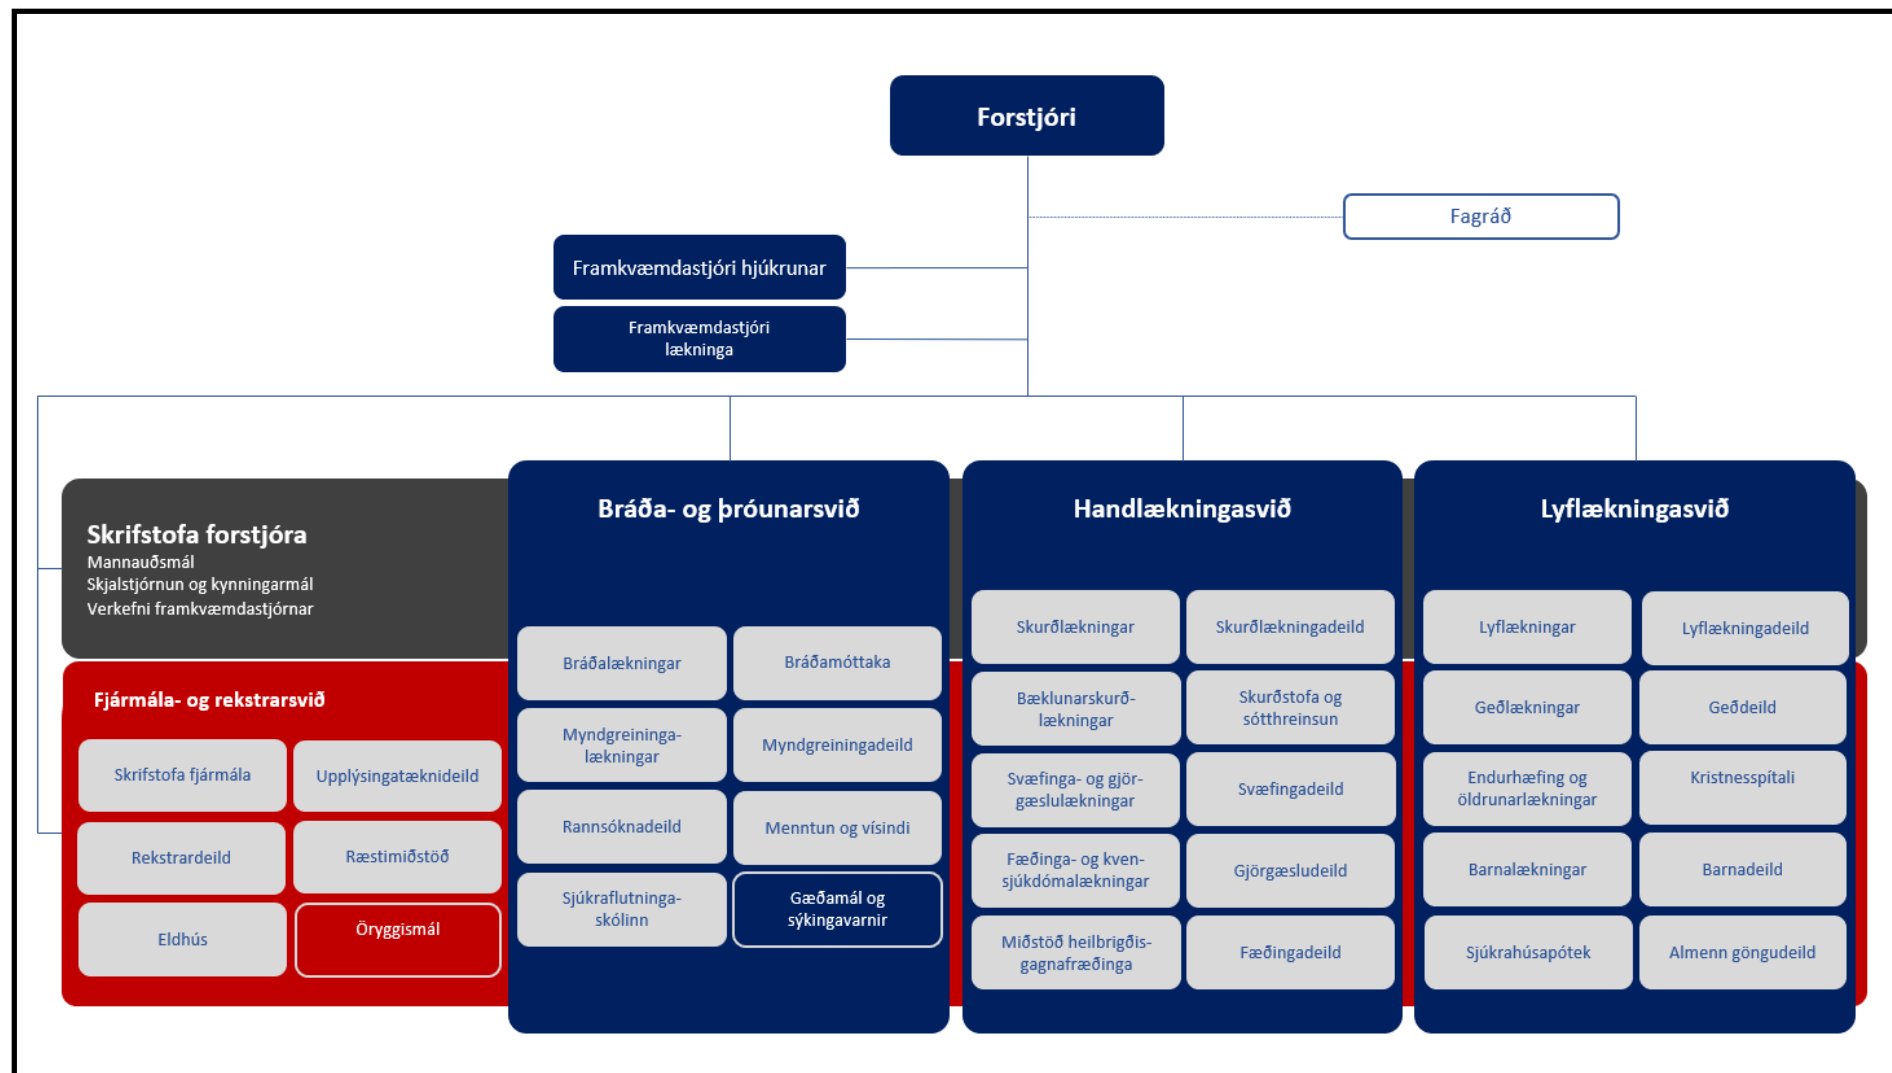 Forstjóri
Fagráð
Framkvæmdastjóri hjúkrunar
Framkvæmdastjóri
lækninga
Skrifstofa forstjóra
Mannauðsmál
Skjalstjórnun og kynningarmál
Verkefni framkvæmdastjórnar
Fjármála- og rekstrarsvið
Skrifstofa fjármála
Upplýsingatæknideild
Rekstrardeild
Ræstimiðstöð
Eldhús
Öryggismál
Bráða- og þróunarsvið
Bráðalækningar
Bráðamóttaka
Myndgreininga-
lækningar
Myndgreiningadeild
Rannsóknadeild
Menntun og vísindi
Sjúkraflutninga-
skólinn
Gæðamál og
sýkingavarnir
Handlækningasvið
Skurðlækningar
Skurðlækningadeild
Bæklunarskurð-
lækningar
Skurðstofa og
sótthreinsun
Svæfinga- og gjör-
gæslulækningar
Svæfingadeild
Fæðinga- og kven-
sjúkdómalækningar
Gjörgæsludeild
Miðstöð heilbrigðis-
gagnafræðinga
Fæðingadeild
Lyflækningasvið
Lyflækningar
Lyflækningadeild
Geðlækningar
Geðdeild
Endurhæfing og
öldrunarlækningar
Kristnesspítali
Barnalækningar
Barnadeild
Sjúkrahúsapótek
Almenn göngudeild